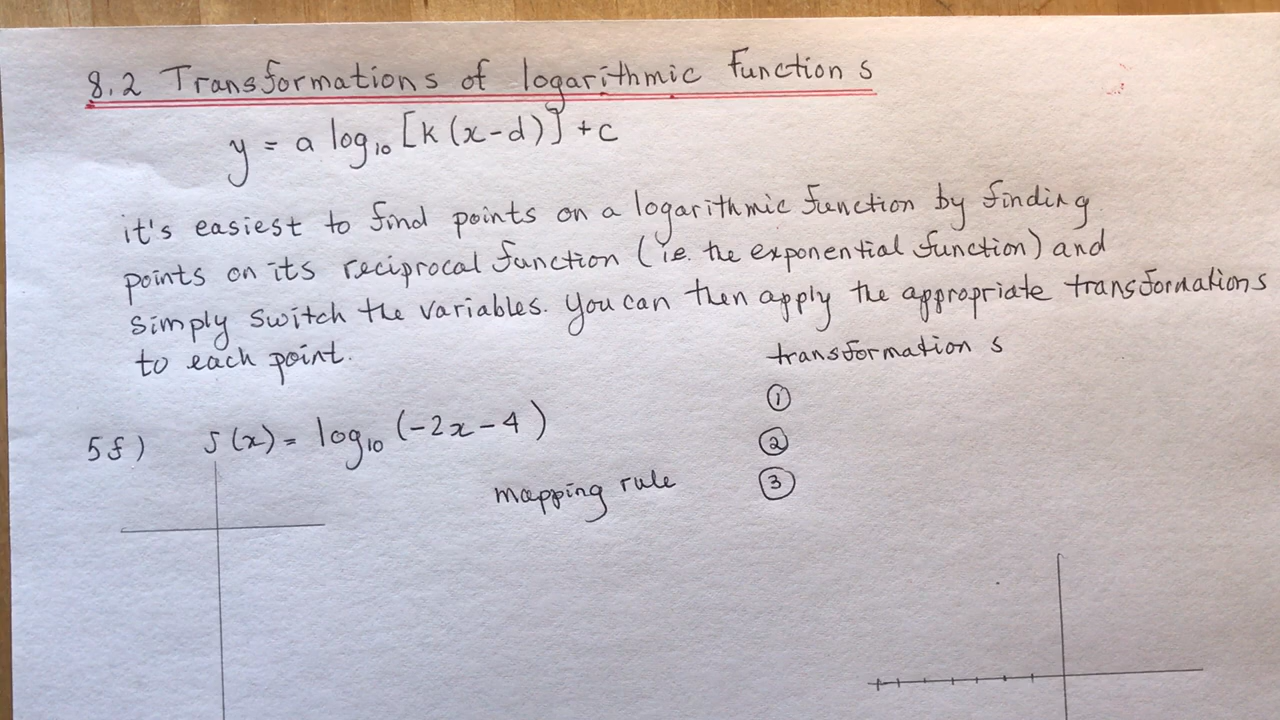 8.2 Transformations of logarithmic functions
y = a log₁₀ [k (x-d)] + c
it's easiest to find points on a logarithmic function by finding
points on its reciprocal function (ie. the exponential function) and
simply switch the variables. You can then apply the appropriate transformations
to each point.
transformations
①
②
③
5f) f(x) = log₁₀ (-2x-4)
mapping rule